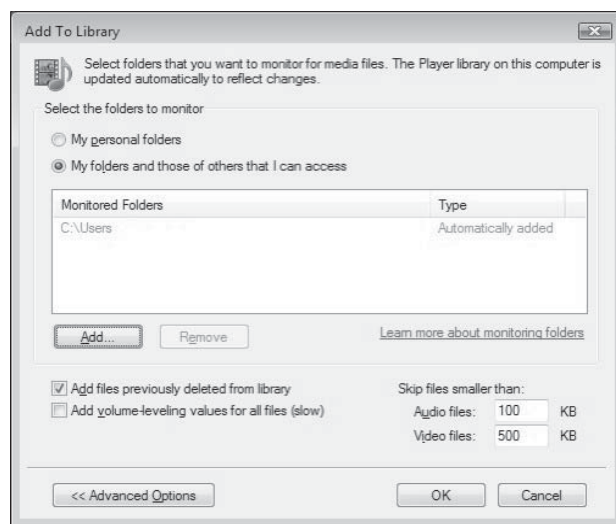 Add To Library
Select folders that you want to monitor for media files. The Player library on this computer is
updated automatically to reflect changes.
Select the folders to monitor
My personal folders
My folders and those of others that I can access
Monitored Folders Type
C:\Users Automatically added
Add... Remove Learn more about monitoring folders
Add files previously deleted from library
Add volume-leveling values for all files (slow)
Skip files smaller than:
Audio files: 100 KB
Video files: 500 KB
<< Advanced Options OK Cancel